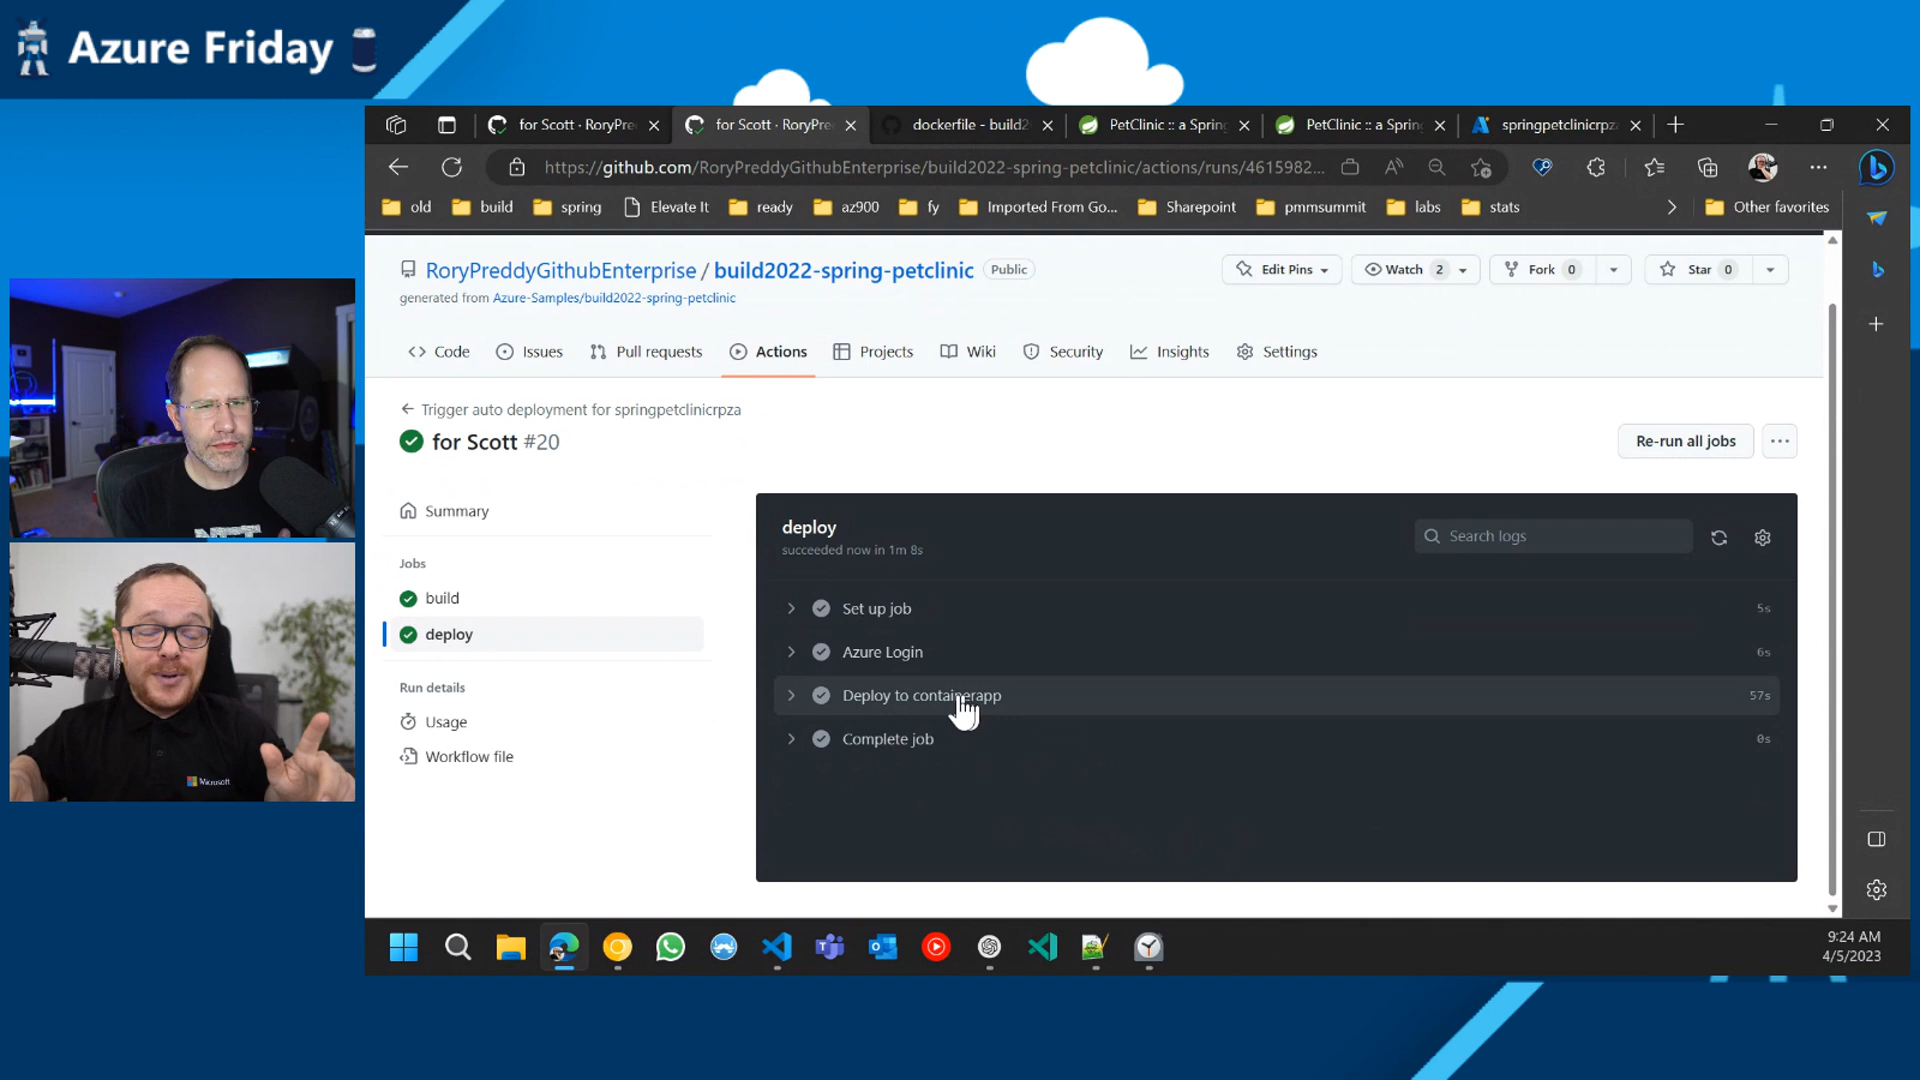 Azure Friday
for Scott · RoryPre
for Scott · RoryPre
dockerfile - build2
PetClinic :: a Spring
PetClinic :: a Spring
springpetclinicrpza
https://github.com/RoryPreddyGithubEnterprise/build2022-spring-petclinic/actions/runs/4615982...
old
build
spring
Elevate It
ready
az900
fy
Imported From Go...
Sharepoint
pmmsummit
labs
stats
Other favorites
RoryPreddyGithubEnterprise / build2022-spring-petclinic Public
Edit Pins
Watch 2
Fork 0
Star 0
generated from Azure-Samples/build2022-spring-petclinic
Code
Issues
Pull requests
Actions
Projects
Wiki
Security
Insights
Settings
Trigger auto deployment for springpetclinicrpza
for Scott #20
Re-run all jobs
Summary
Jobs
build
deploy
Run details
Usage
Workflow file
deploy
succeeded now in 1m 8s
Search logs
Set up job 5s
Azure Login 6s
Deploy to containerapp 57s
Complete job 0s
Microsoft
9:24 AM
4/5/2023